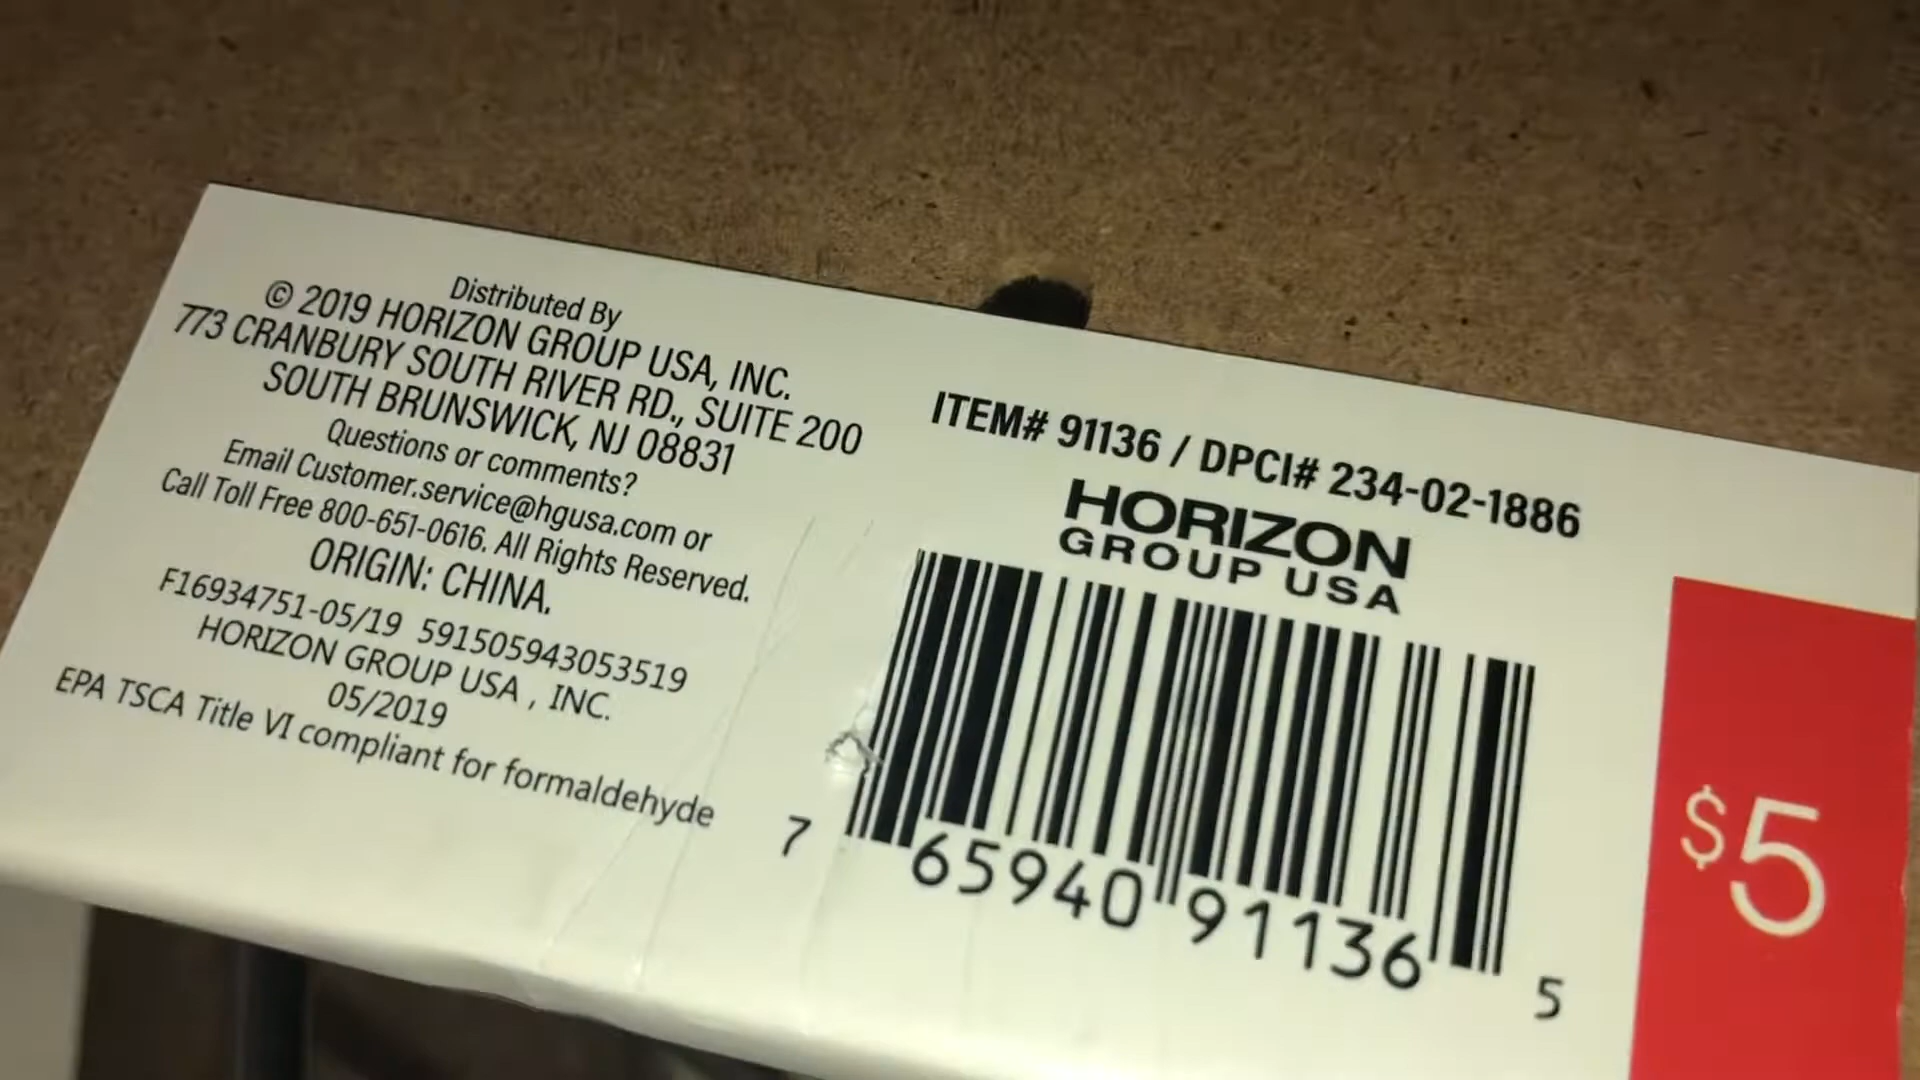 Distributed By
© 2019 HORIZON GROUP USA, INC.
773 CRANBURY SOUTH RIVER RD., SUITE 200
SOUTH BRUNSWICK, NJ 08831
Questions or comments?
Email Customer.service@hgusa.com or
Call Toll Free 800-651-0616. All Rights Reserved.
ORIGIN: CHINA.
F16934751-05/19 591505943053519
HORIZON GROUP USA , INC.
05/2019
EPA TSCA Title VI compliant for formaldehyde
ITEM# 91136 / DPCI# 234-02-1886
HORIZON
GROUP USA
7 65940 91136 5
$5